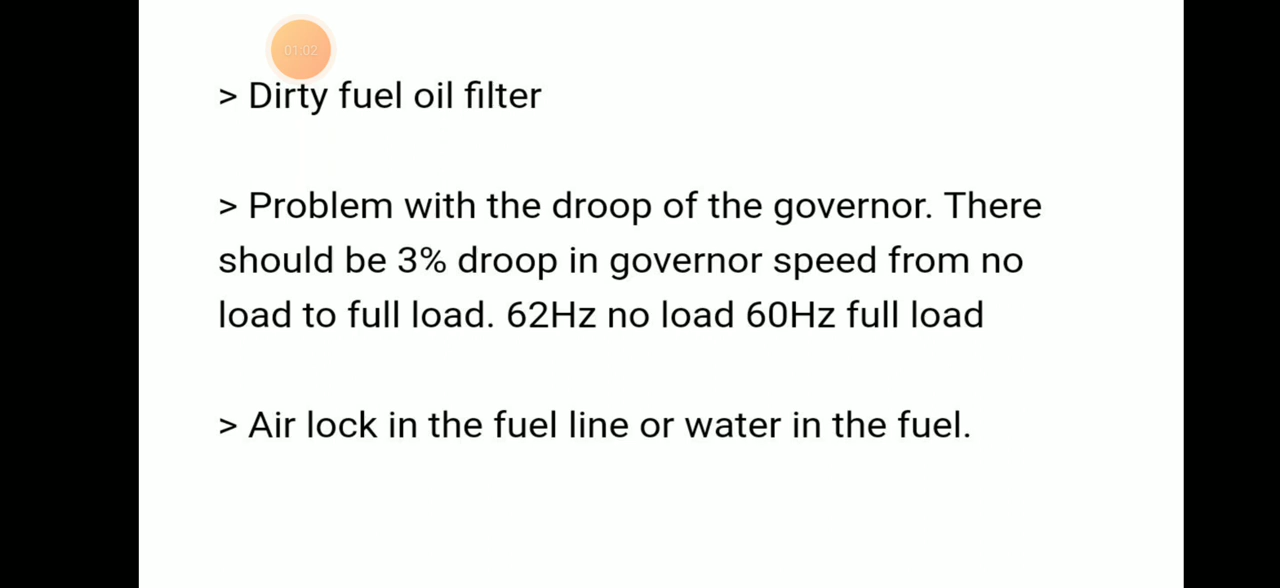 01:02
> Dirty fuel oil filter
> Problem with the droop of the governor. There
should be 3% droop in governor speed from no
load to full load. 62Hz no load 60Hz full load
> Air lock in the fuel line or water in the fuel.